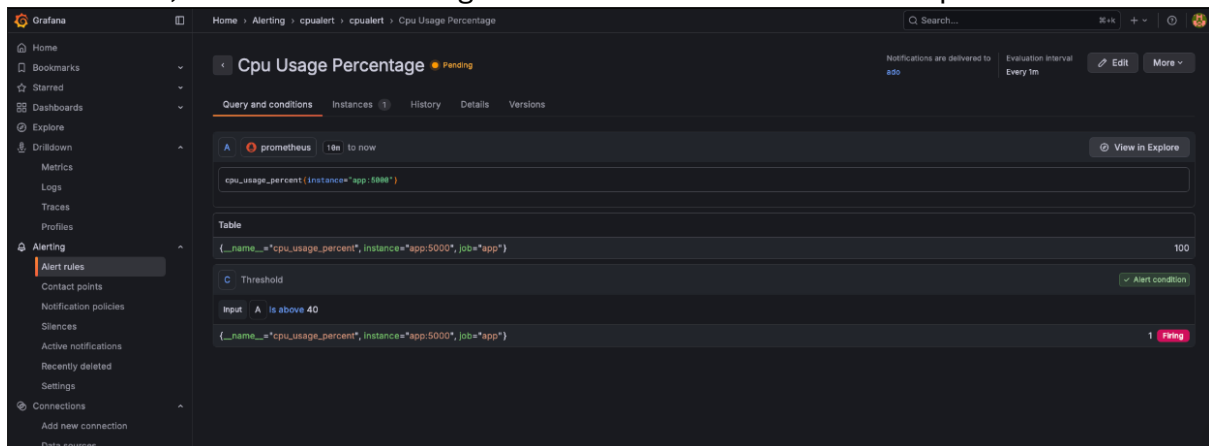 Grafana
Home › Alerting › cpualert › cpualert › Cpu Usage Percentage
Search...
⌘+k
Home
Bookmarks
Starred
Dashboards
Explore
Drilldown
Metrics
Logs
Traces
Profiles
Alerting
Alert rules
Contact points
Notification policies
Silences
Active notifications
Recently deleted
Settings
Connections
Add new connection
Data sources
Cpu Usage Percentage
Pending
Notifications are delivered to
ado
Evaluation interval
Every 1m
Edit
More
Query and conditions
Instances 1
History
Details
Versions
A prometheus 10m to now
View in Explore
cpu_usage_percent{instance="app:5000"}
Table
{__name__="cpu_usage_percent", instance="app:5000", job="app"} 100
C Threshold
Alert condition
Input A is above 40
{__name__="cpu_usage_percent", instance="app:5000", job="app"} 1 Firing